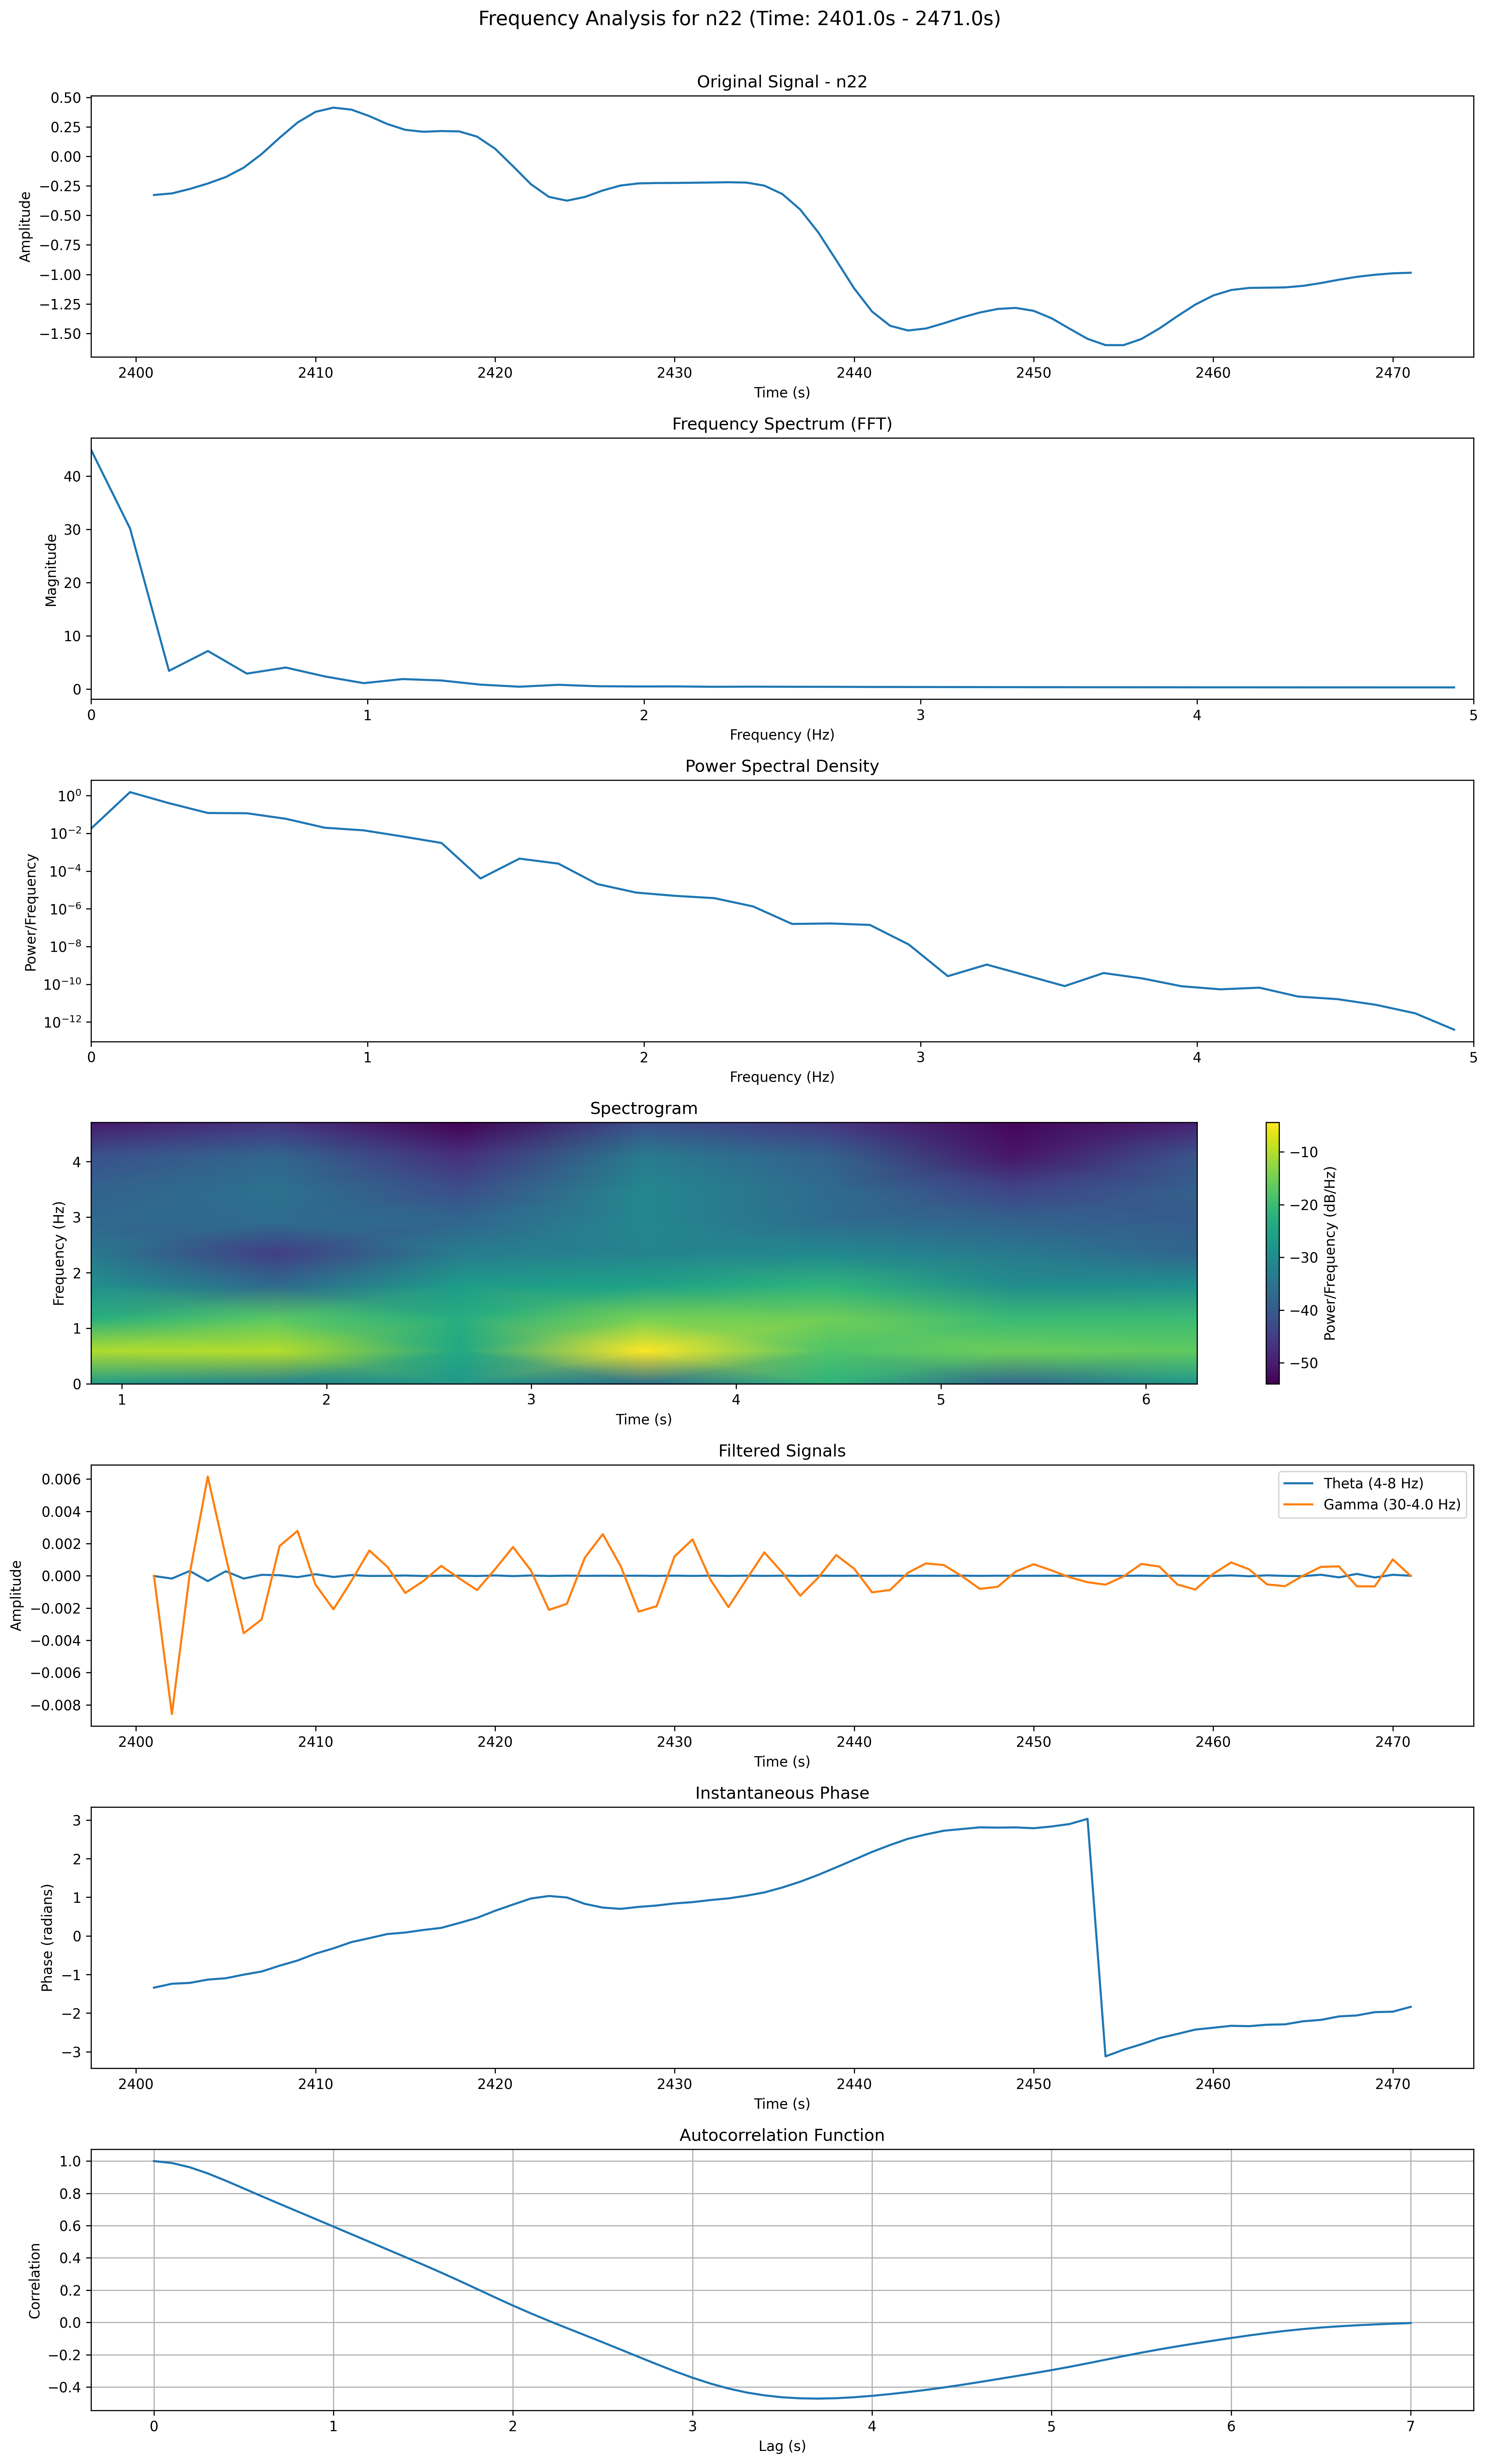 Frequency Analysis for n22 (Time: 2401.0s - 2471.0s)
Original Signal - n22
0.50
0.25
0.00
−0.25
−0.50
−0.75
−1.00
−1.25
−1.50
Amplitude
2400 2410 2420 2430 2440 2450 2460 2470
Time (s)
Frequency Spectrum (FFT)
40
30
20
10
0
Magnitude
0 1 2 3 4 5
Frequency (Hz)
Power Spectral Density
10⁰
10⁻²
10⁻⁴
10⁻⁶
10⁻⁸
10⁻¹⁰
10⁻¹²
Power/Frequency
0 1 2 3 4 5
Frequency (Hz)
Spectrogram
4
3
2
1
0
Frequency (Hz)
1 2 3 4 5 6
Time (s)
−10
−20
−30
−40
−50
Power/Frequency (dB/Hz)
Filtered Signals
0.006
0.004
0.002
0.000
−0.002
−0.004
−0.006
−0.008
Amplitude
Theta (4-8 Hz)
Gamma (30-4.0 Hz)
2400 2410 2420 2430 2440 2450 2460 2470
Time (s)
Instantaneous Phase
3
2
1
0
−1
−2
−3
Phase (radians)
2400 2410 2420 2430 2440 2450 2460 2470
Time (s)
Autocorrelation Function
1.0
0.8
0.6
0.4
0.2
0.0
−0.2
−0.4
Correlation
0 1 2 3 4 5 6 7
Lag (s)